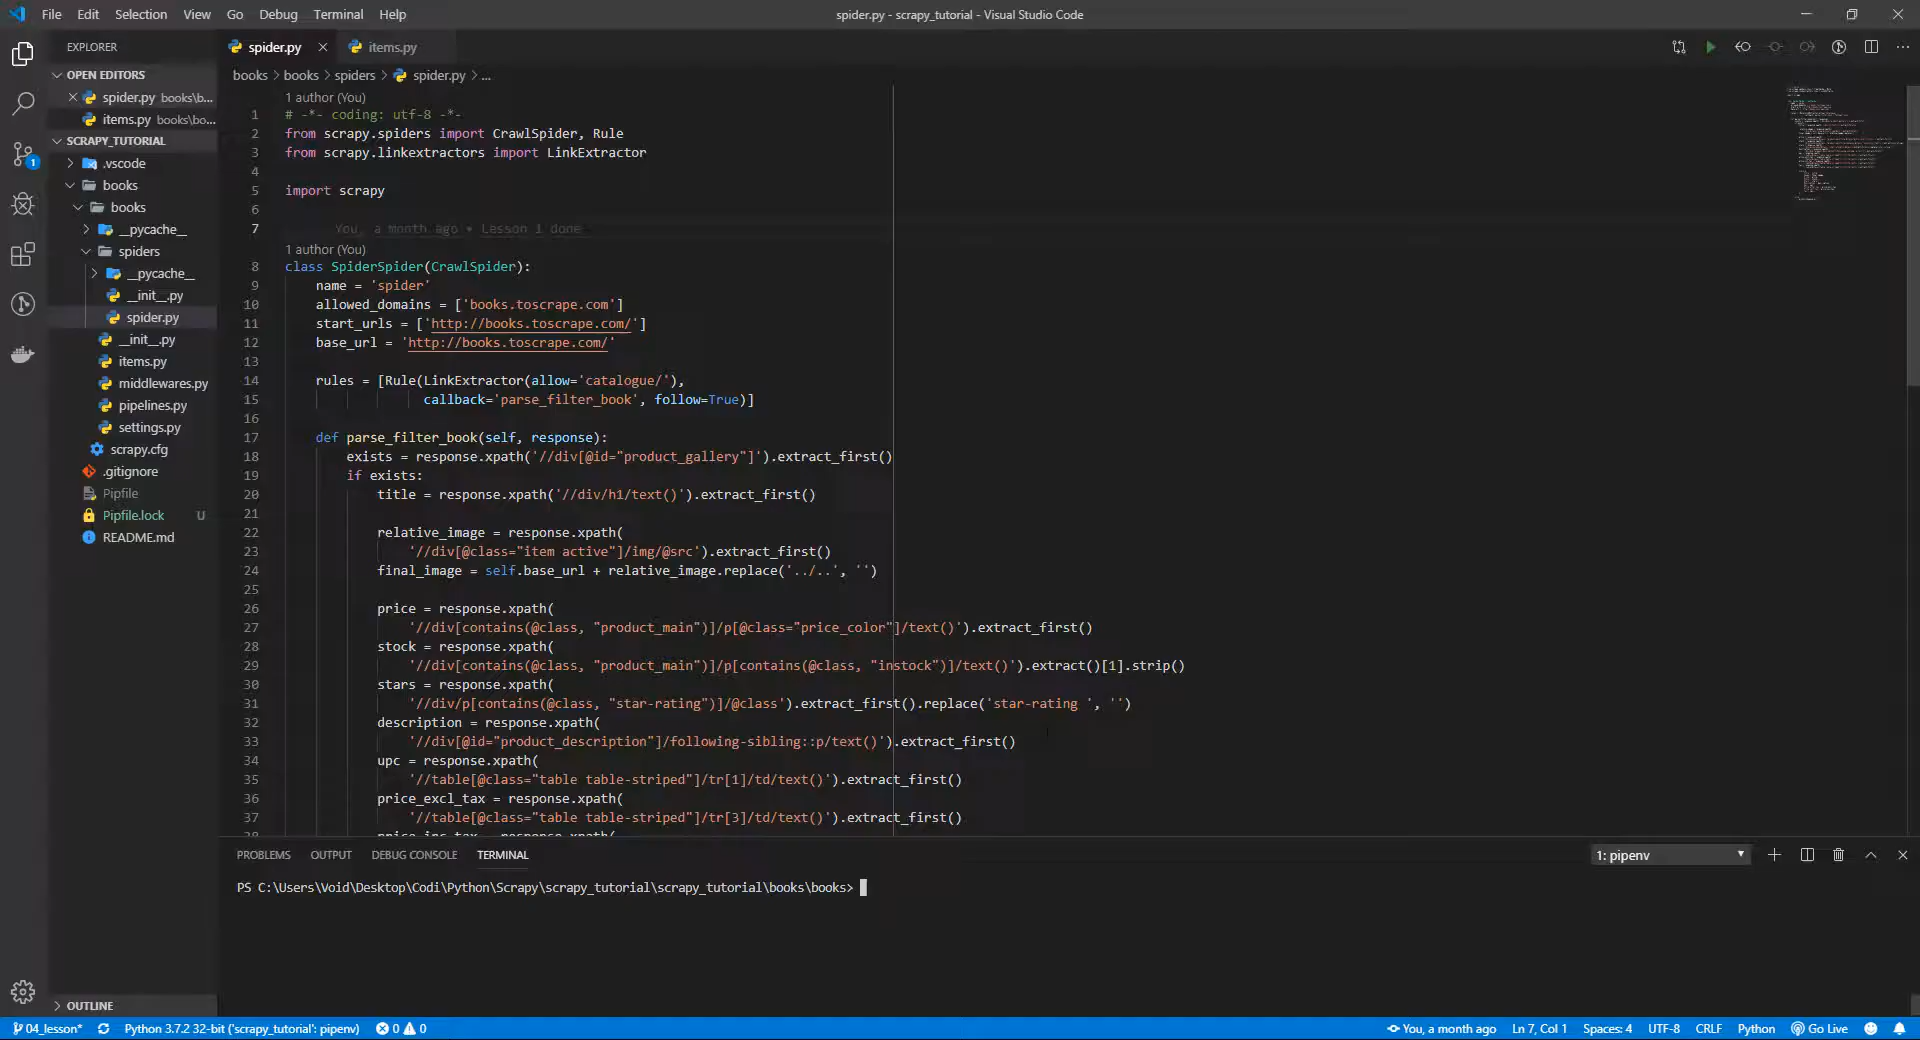 File Edit Selection View Go Debug Terminal Help
spider.py - scrapy_tutorial - Visual Studio Code
EXPLORER
OPEN EDITORS
spider.py books\b...
items.py books\bo...
SCRAPY_TUTORIAL
.vscode
books
books
__pycache__
spiders
__pycache__
__init__.py
spider.py
__init__.py
items.py
middlewares.py
pipelines.py
settings.py
scrapy.cfg
.gitignore
Pipfile
Pipfile.lock U
README.md
OUTLINE
spider.py
items.py
books > books > spiders > spider.py > ...
1 author (You)
1 # -*- coding: utf-8 -*-
2 from scrapy.spiders import CrawlSpider, Rule
3 from scrapy.linkextractors import LinkExtractor
4
5 import scrapy
6
7 You, a month ago • Lesson 1 done
1 author (You)
8 class SpiderSpider(CrawlSpider):
9 name = 'spider'
10 allowed_domains = ['books.toscrape.com']
11 start_urls = ['http://books.toscrape.com/']
12 base_url = 'http://books.toscrape.com/'
13
14 rules = [Rule(LinkExtractor(allow='catalogue/'),
15 callback='parse_filter_book', follow=True)]
16
17 def parse_filter_book(self, response):
18 exists = response.xpath('//div[@id="product_gallery"]').extract_first()
19 if exists:
20 title = response.xpath('//div/h1/text()').extract_first()
21
22 relative_image = response.xpath(
23 '//div[@class="item active"]/img/@src').extract_first()
24 final_image = self.base_url + relative_image.replace('../..', '')
25
26 price = response.xpath(
27 '//div[contains(@class, "product_main")]/p[@class="price_color"]/text()').extract_first()
28 stock = response.xpath(
29 '//div[contains(@class, "product_main")]/p[contains(@class, "instock")]/text()').extract()[1].strip()
30 stars = response.xpath(
31 '//div/p[contains(@class, "star-rating")]/@class').extract_first().replace('star-rating ', '')
32 description = response.xpath(
33 '//div[@id="product_description"]/following-sibling::p/text()').extract_first()
34 upc = response.xpath(
35 '//table[@class="table table-striped"]/tr[1]/td/text()').extract_first()
36 price_excl_tax = response.xpath(
37 '//table[@class="table table-striped"]/tr[3]/td/text()').extract_first()
38 price_inc_tax = response.xpath(
PROBLEMS OUTPUT DEBUG CONSOLE TERMINAL
1: pipenv
PS C:\Users\Void\Desktop\Codi\Python\Scrapy\scrapy_tutorial\scrapy_tutorial\books\books>
04_lesson* Python 3.7.2 32-bit ('scrapy_tutorial': pipenv) 0 0
You, a month ago Ln 7, Col 1 Spaces: 4 UTF-8 CRLF Python Go Live